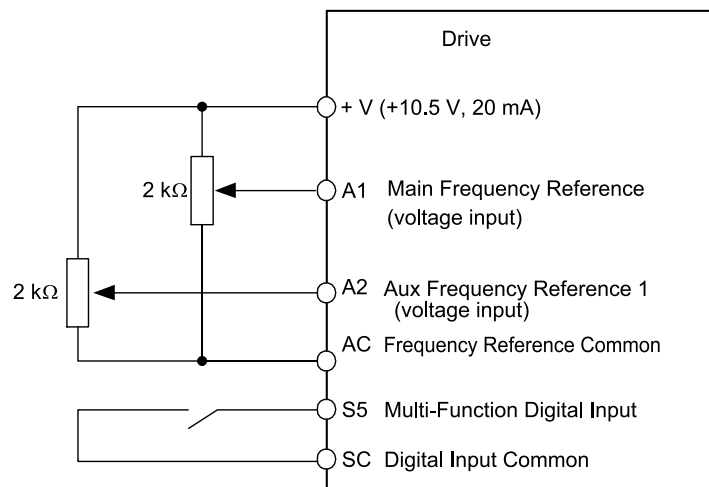 Drive
+ V (+10.5 V, 20 mA)
2 kΩ
A1 Main Frequency Reference
(voltage input)
2 kΩ
A2 Aux Frequency Reference 1
(voltage input)
AC Frequency Reference Common
S5 Multi-Function Digital Input
SC Digital Input Common